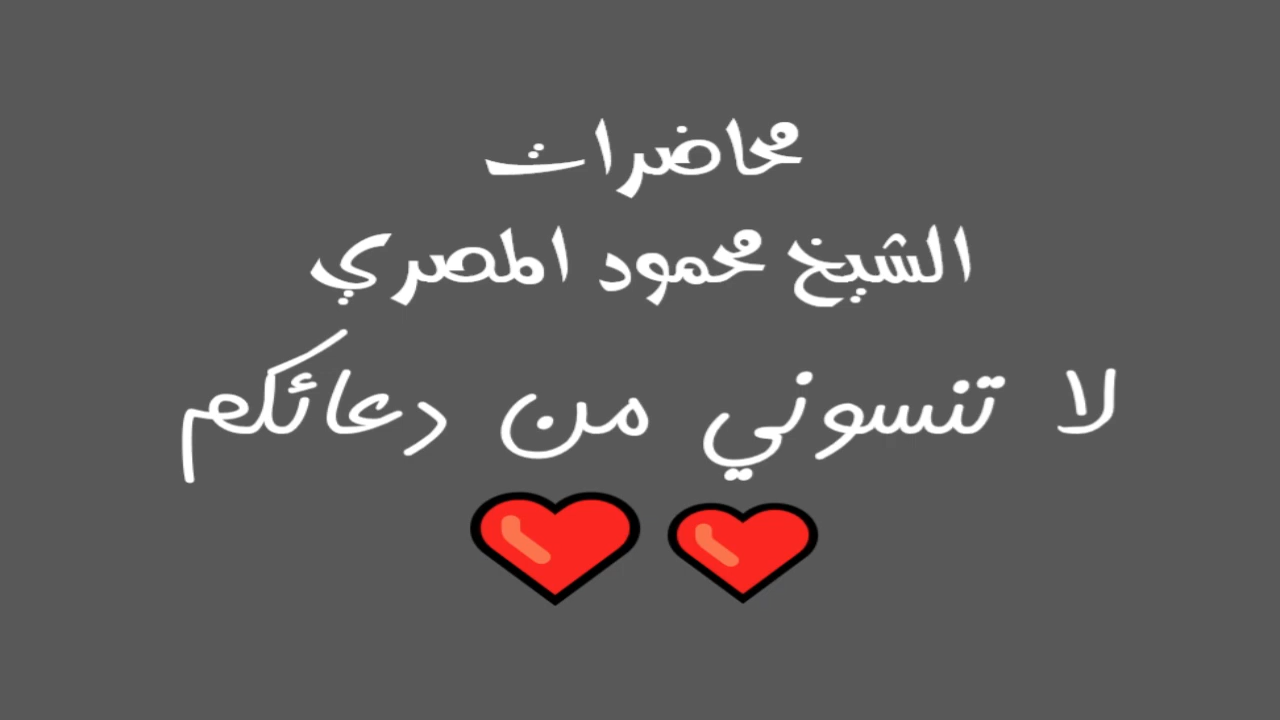 محاضرات
الشيخ محمود المصري
لا تنسوني من دعائكم